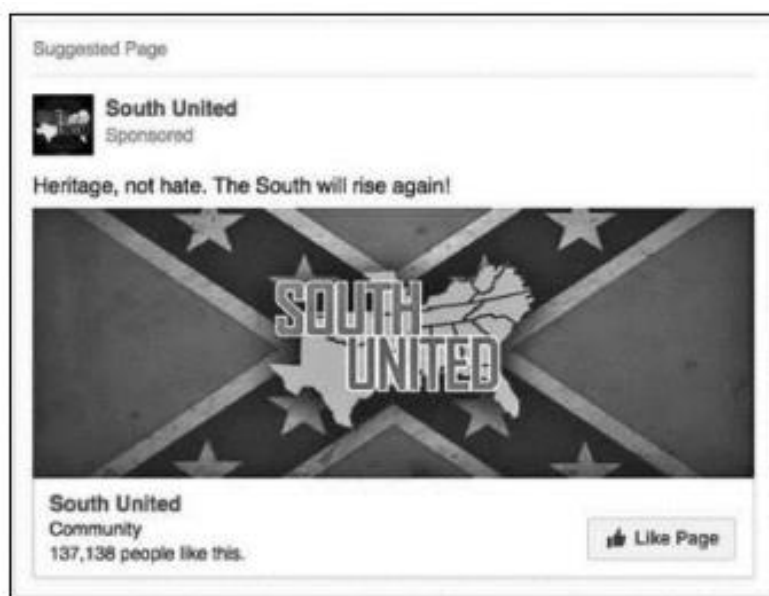 Suggested Page
South United
Sponsored
Heritage, not hate. The South will rise again!
SOUTH
UNITED
South United
Community
137,138 people like this.
Like Page